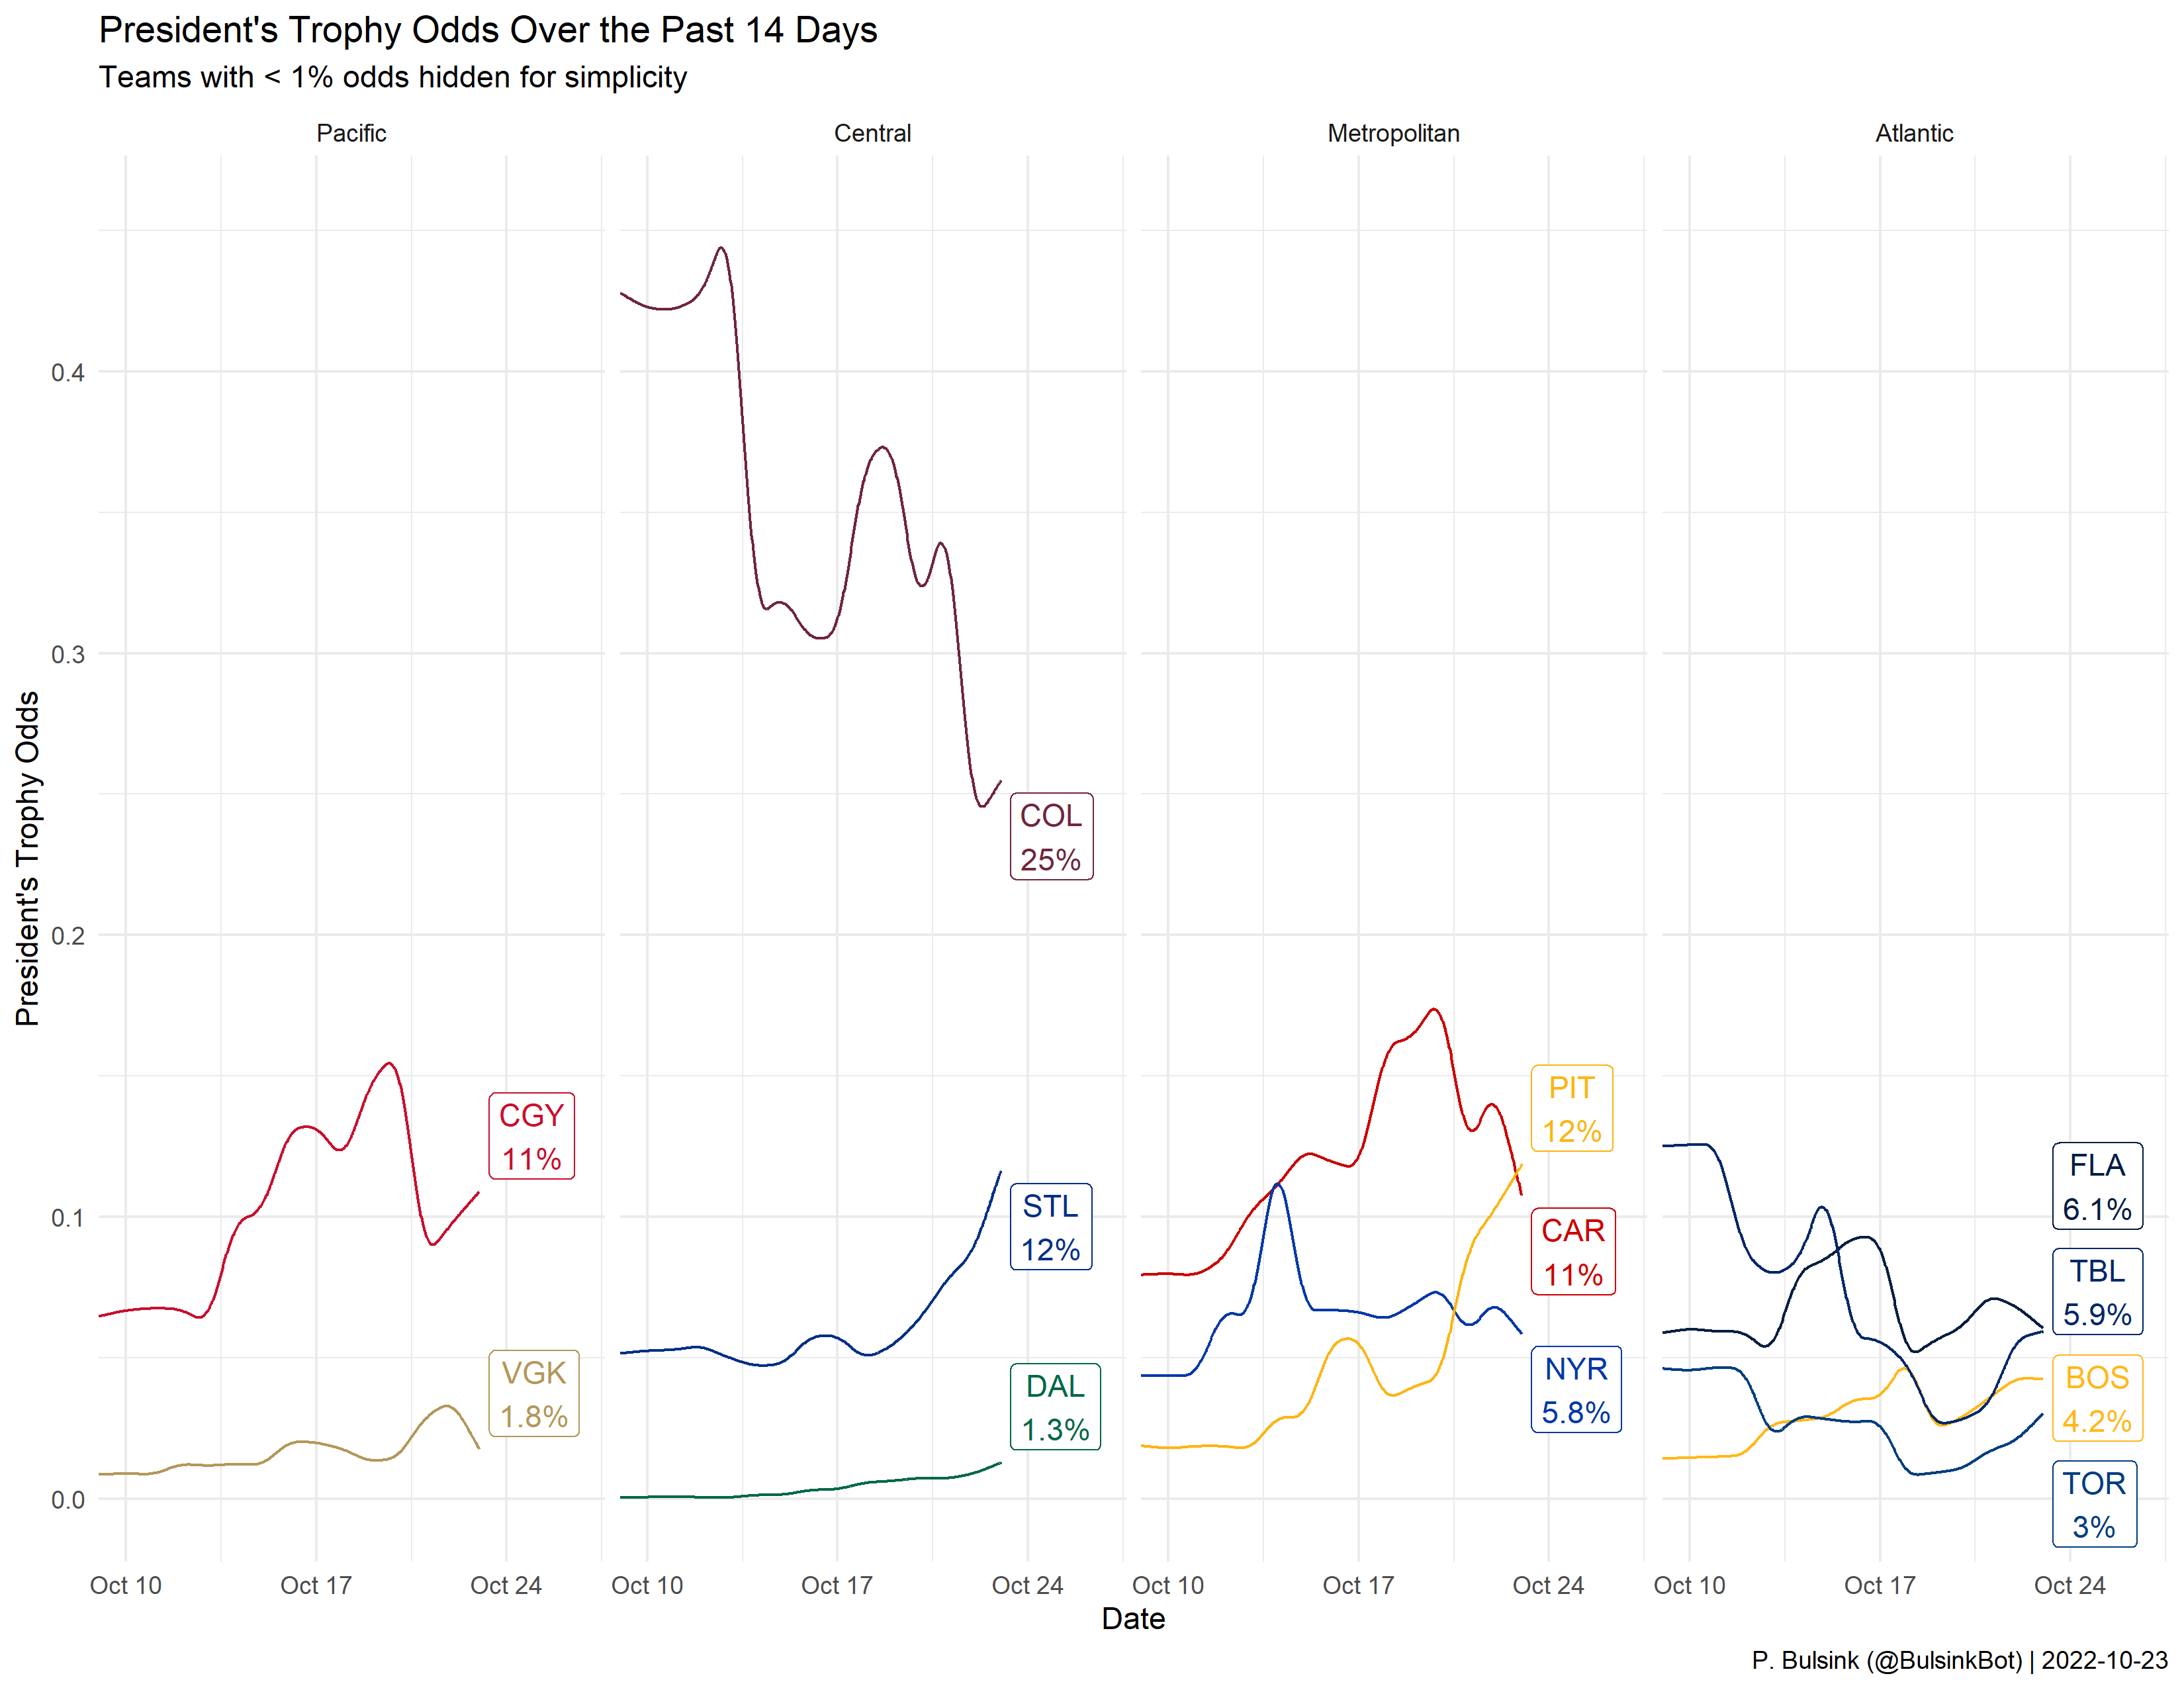 President's Trophy Odds Over the Past 14 Days
Teams with < 1% odds hidden for simplicity
Pacific
Central
Metropolitan
Atlantic
President's Trophy Odds
0.4
0.3
0.2
0.1
0.0
CGY
11%
VGK
1.8%
COL
25%
STL
12%
DAL
1.3%
PIT
12%
CAR
11%
NYR
5.8%
FLA
6.1%
TBL
5.9%
BOS
4.2%
TOR
3%
Oct 10 Oct 17 Oct 24
Oct 10 Oct 17 Oct 24
Oct 10 Oct 17 Oct 24
Oct 10 Oct 17 Oct 24
Date
P. Bulsink (@BulsinkBot) | 2022-10-23